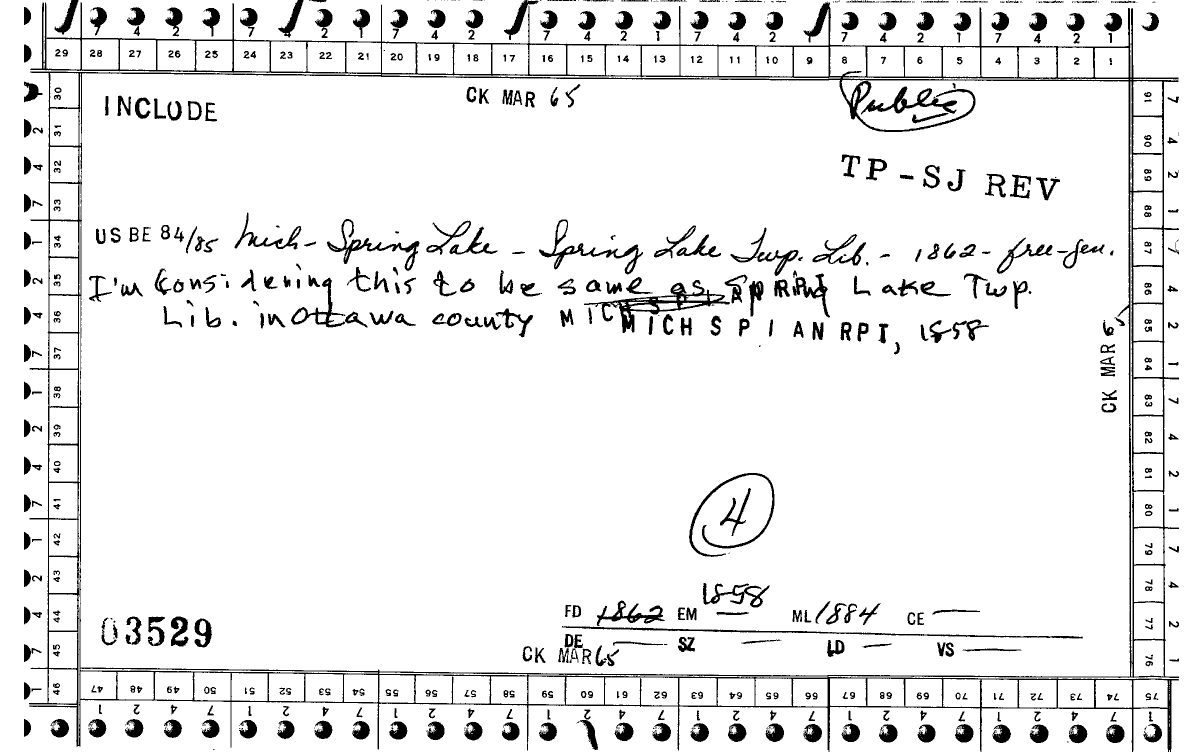 7 4 2 1 7 4 2 1 7 4 2 1 7 4 2 1 7 4 2 1 7 4 2 1 7 4 2 1
29 28 27 26 25 24 23 22 21 20 19 18 17 16 15 14 13 12 11 10 9 8 7 6 5 4 3 2 1
INCLUDE
CK MAR 65
Public
TP-SJ REV
US BE 84/85 Mich - Spring Lake - Spring Lake Twp. Lib. - 1862 - free-gen.
I'm considering this to be same as Spring Lake Twp.
Lib. in Ottawa county MICH SPI AN RPI
MICH SPI AN RPI, 1858
4
1858
FD 1862 EM — ML 1884 CE —
DE — SZ — LD — VS —
CK MAR 65
03529
CK MAR 65
30 31 32 33 34 35 36 37 38 39 40 41 42 43 44 45 46
91 90 89 88 87 86 85 84 83 82 81 80 79 78 77 76 75
47 48 49 50 51 52 53 54 55 56 57 58 59 60 61 62 63 64 65 66 67 68 69 70 71 72 73 74
1 2 4 7 1 2 4 7 1 2 4 7 1 2 4 7 1 2 4 7 1 2 4 7 1 2 4 7